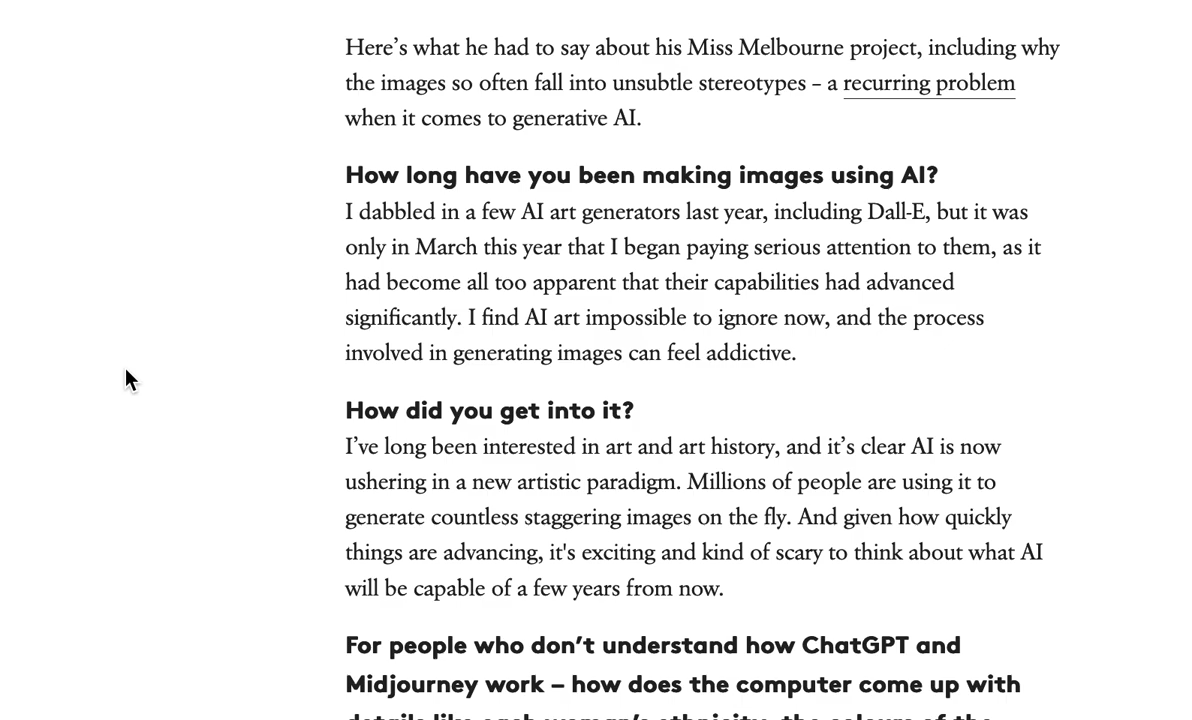 Here’s what he had to say about his Miss Melbourne project, including why
the images so often fall into unsubtle stereotypes – a recurring problem
when it comes to generative AI.
How long have you been making images using AI?
I dabbled in a few AI art generators last year, including Dall-E, but it was
only in March this year that I began paying serious attention to them, as it
had become all too apparent that their capabilities had advanced
significantly. I find AI art impossible to ignore now, and the process
involved in generating images can feel addictive.
How did you get into it?
I’ve long been interested in art and art history, and it’s clear AI is now
ushering in a new artistic paradigm. Millions of people are using it to
generate countless staggering images on the fly. And given how quickly
things are advancing, it's exciting and kind of scary to think about what AI
will be capable of a few years from now.
For people who don’t understand how ChatGPT and
Midjourney work – how does the computer come up with
details like each woman’s ethnicity, the colours of the